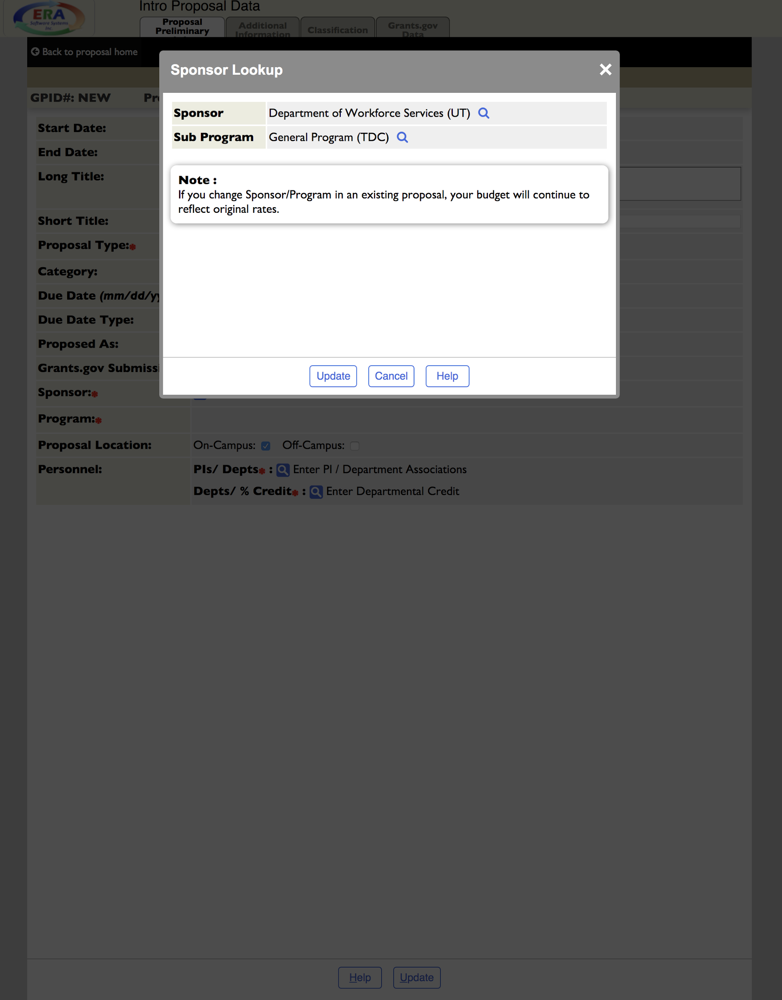 ERA
Software Systems
Inc.
Intro Proposal Data
Proposal
Preliminary
Additional
Information
Classification
Grants.gov
Data
Back to proposal home
Sponsor Lookup
GPID#: NEW
Sponsor Department of Workforce Services (UT)
Sub Program General Program (TDC)
Note :
If you change Sponsor/Program in an existing proposal, your budget will continue to
reflect original rates.
Update Cancel Help
Start Date:
End Date:
Long Title:
Short Title:
Proposal Type:*
Category:
Due Date (mm/dd/yy
Due Date Type:
Proposed As:
Grants.gov Submissi
Sponsor:*
Program:*
Proposal Location: On-Campus: Off-Campus:
Personnel: PIs/ Depts* : Enter PI / Department Associations
Depts/ % Credit* : Enter Departmental Credit
Help Update